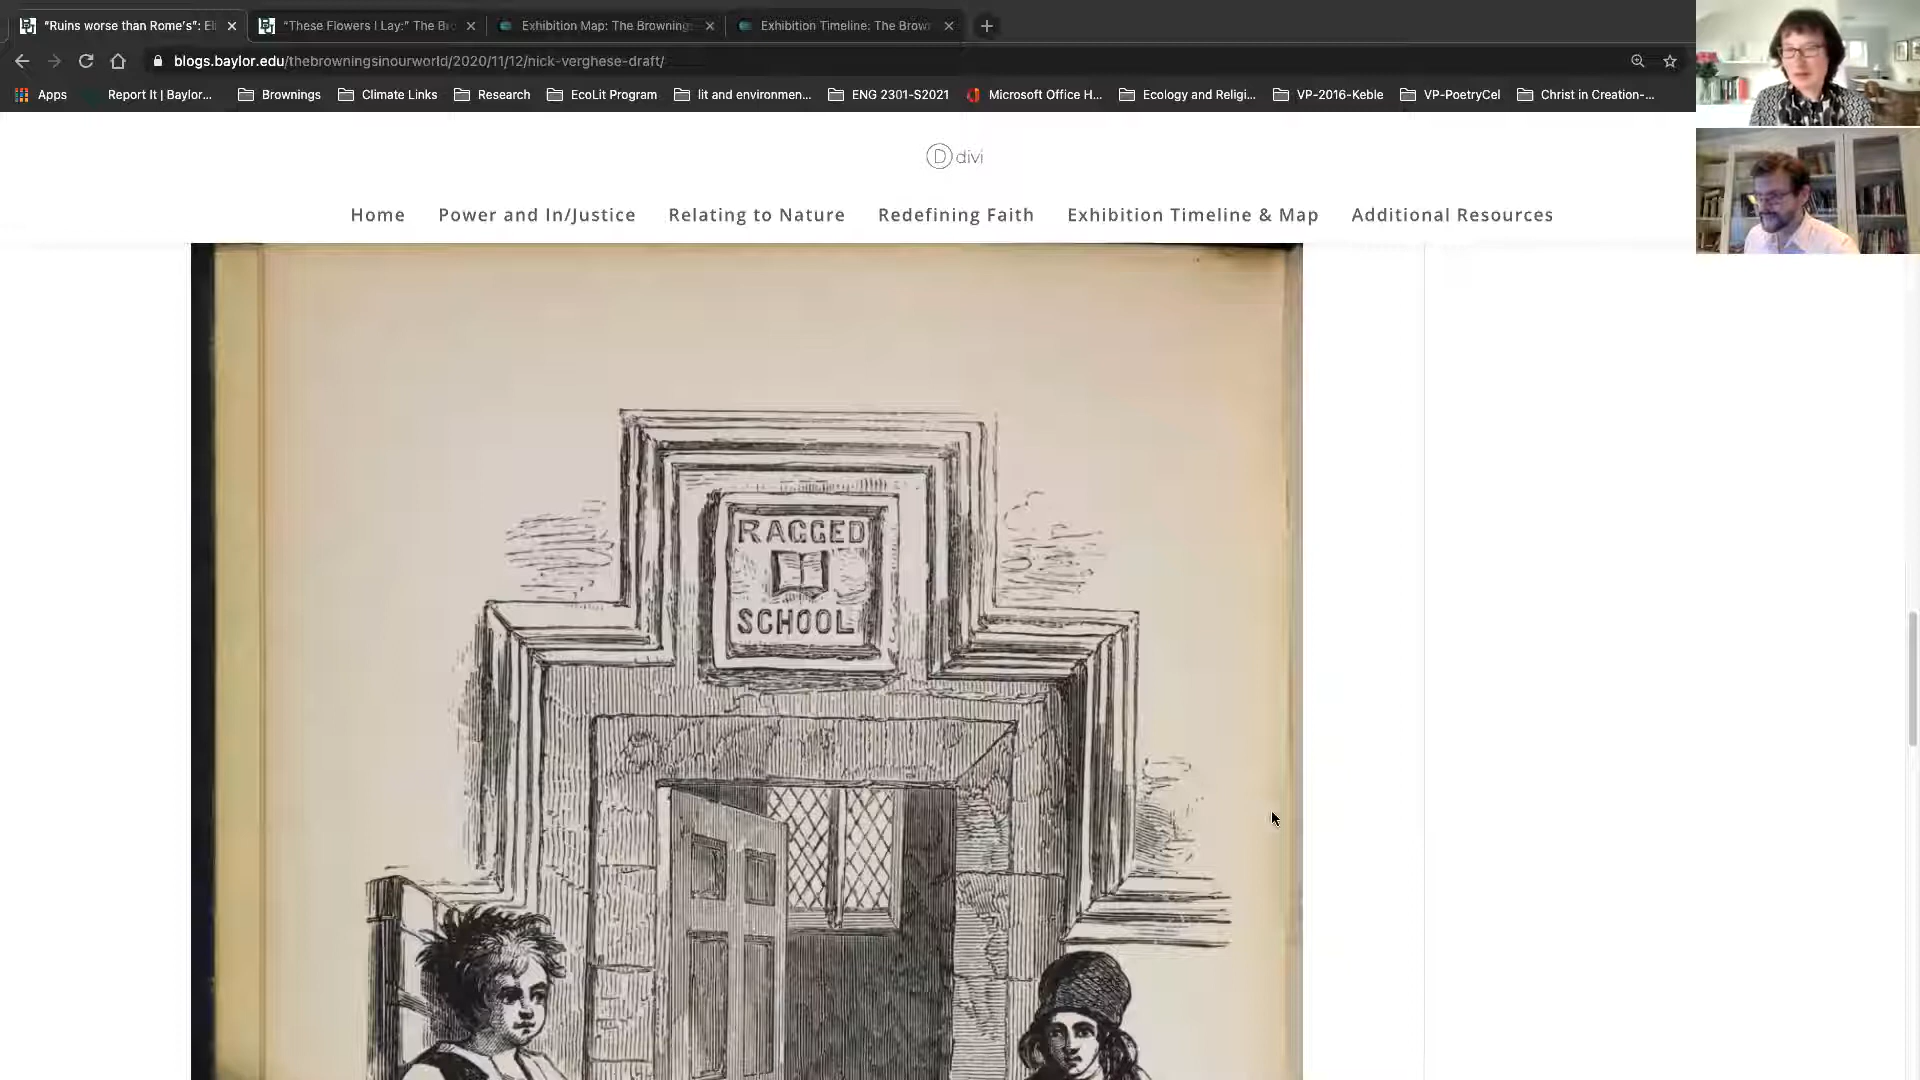 "Ruins worse than Rome's": Eli
"These Flowers I Lay:" The Bro
Exhibition Map: The Browning
Exhibition Timeline: The Brow
blogs.baylor.edu/thebrowningsinourworld/2020/11/12/nick-verghese-draft/
Apps
Report It | Baylor...
Brownings
Climate Links
Research
EcoLit Program
lit and environmen...
ENG 2301-S2021
Microsoft Office H...
Ecology and Religi...
VP-2016-Keble
VP-PoetryCel
Christ in Creation-...
D divi
Home
Power and In/Justice
Relating to Nature
Redefining Faith
Exhibition Timeline & Map
Additional Resources
RAGGED
SCHOOL